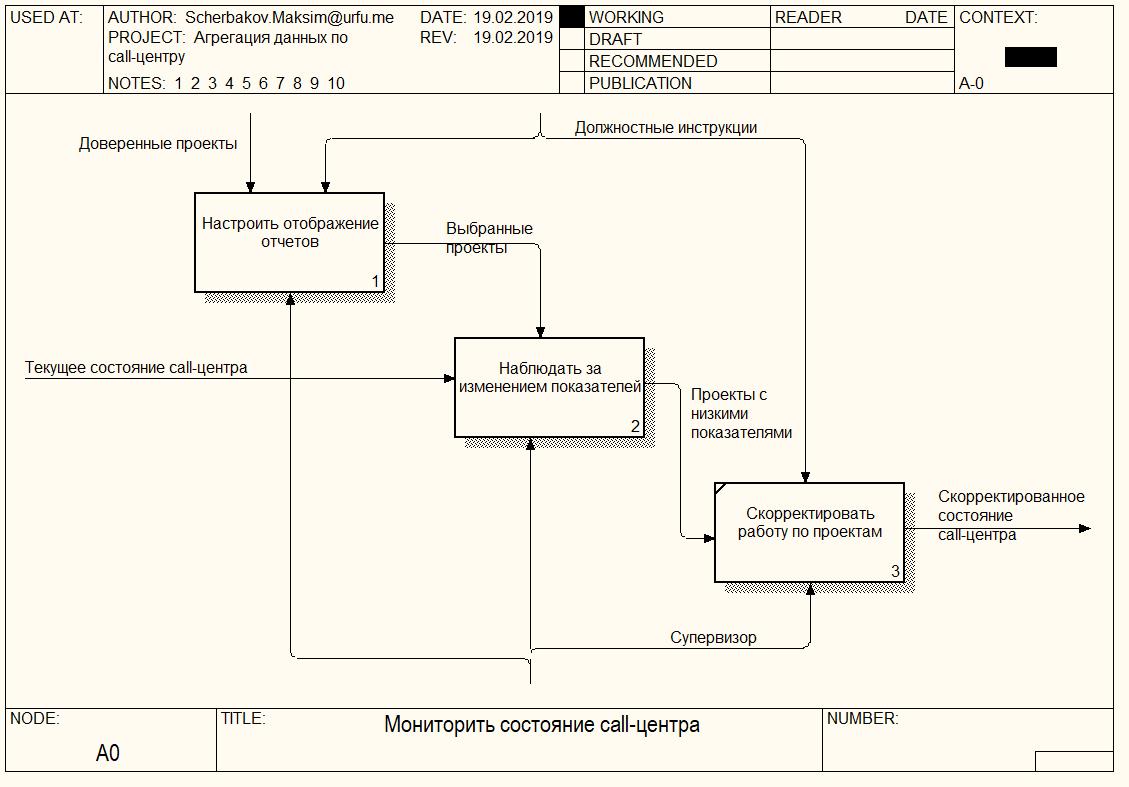 USED AT:
AUTHOR: Scherbakov.Maksim@urfu.me
DATE: 19.02.2019
PROJECT: Агрегация данных по
call-центру
REV: 19.02.2019
NOTES: 1 2 3 4 5 6 7 8 9 10
WORKING
DRAFT
RECOMMENDED
PUBLICATION
READER
DATE
CONTEXT:
A-0
Доверенные проекты
Должностные инструкции
Настроить отображение
отчетов
1
Выбранные
проекты
Текущее состояние call-центра
Наблюдать за
изменением показателей
2
Проекты с
низкими
показателями
Скорректировать
работу по проектам
3
Скорректированное
состояние
call-центра
Супервизор
NODE:
A0
TITLE:
Мониторить состояние call-центра
NUMBER: